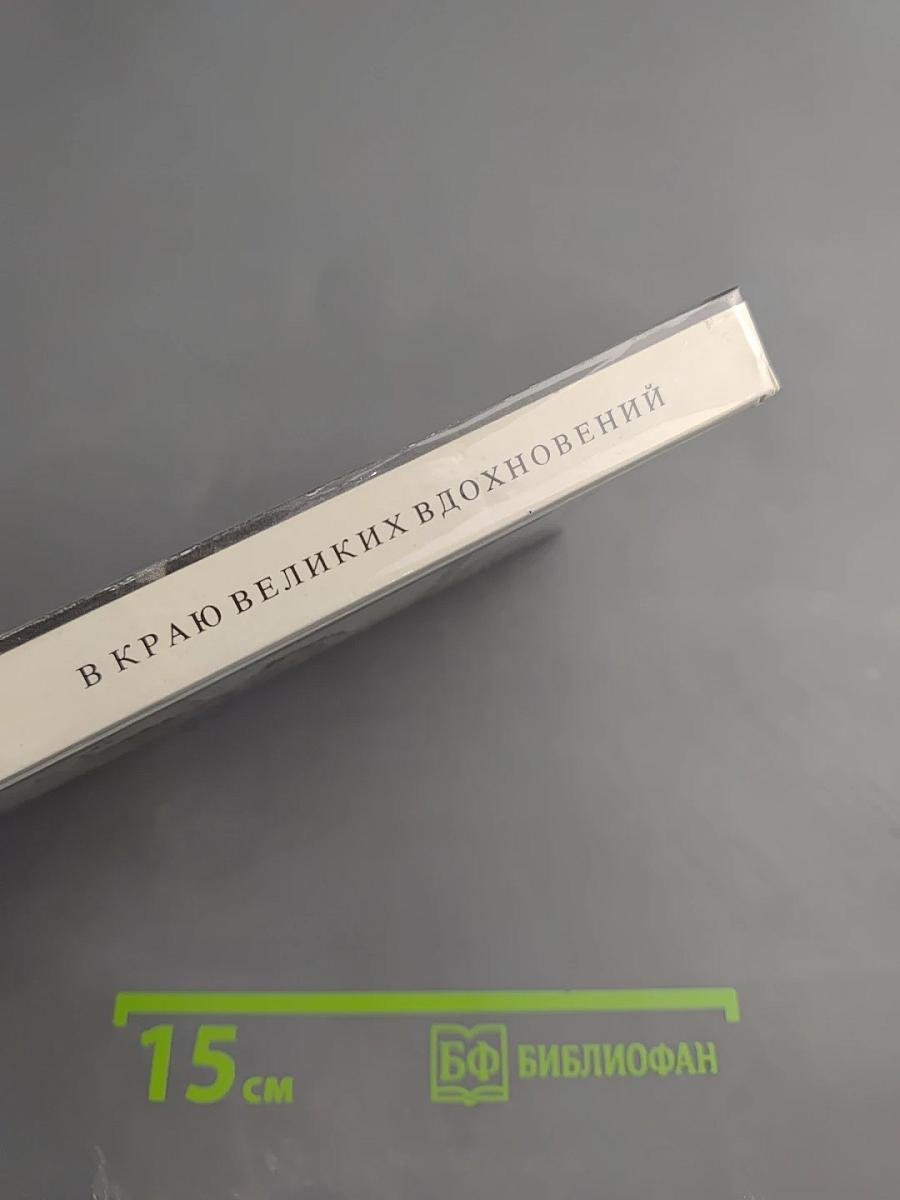 В КРАЮ ВЕЛИКИХ ВДОХНОВЕНИЙ
15 см
БФ БИБЛИОФАН